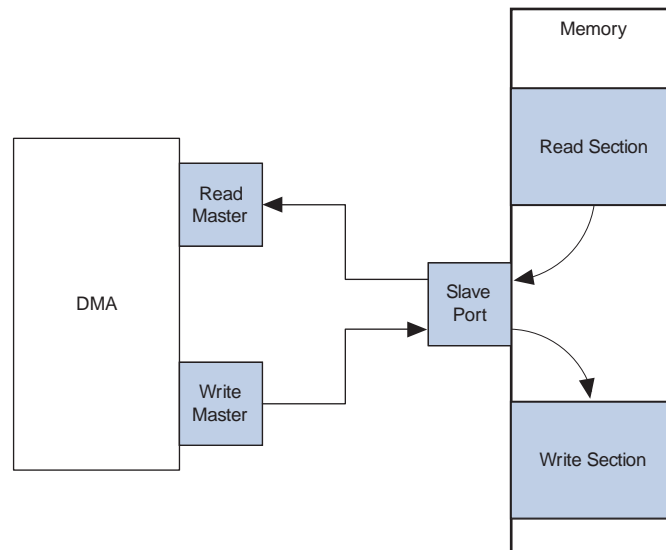 Memory
Read Section
Read
Master
Slave
Port
DMA
Write
Master
Write Section